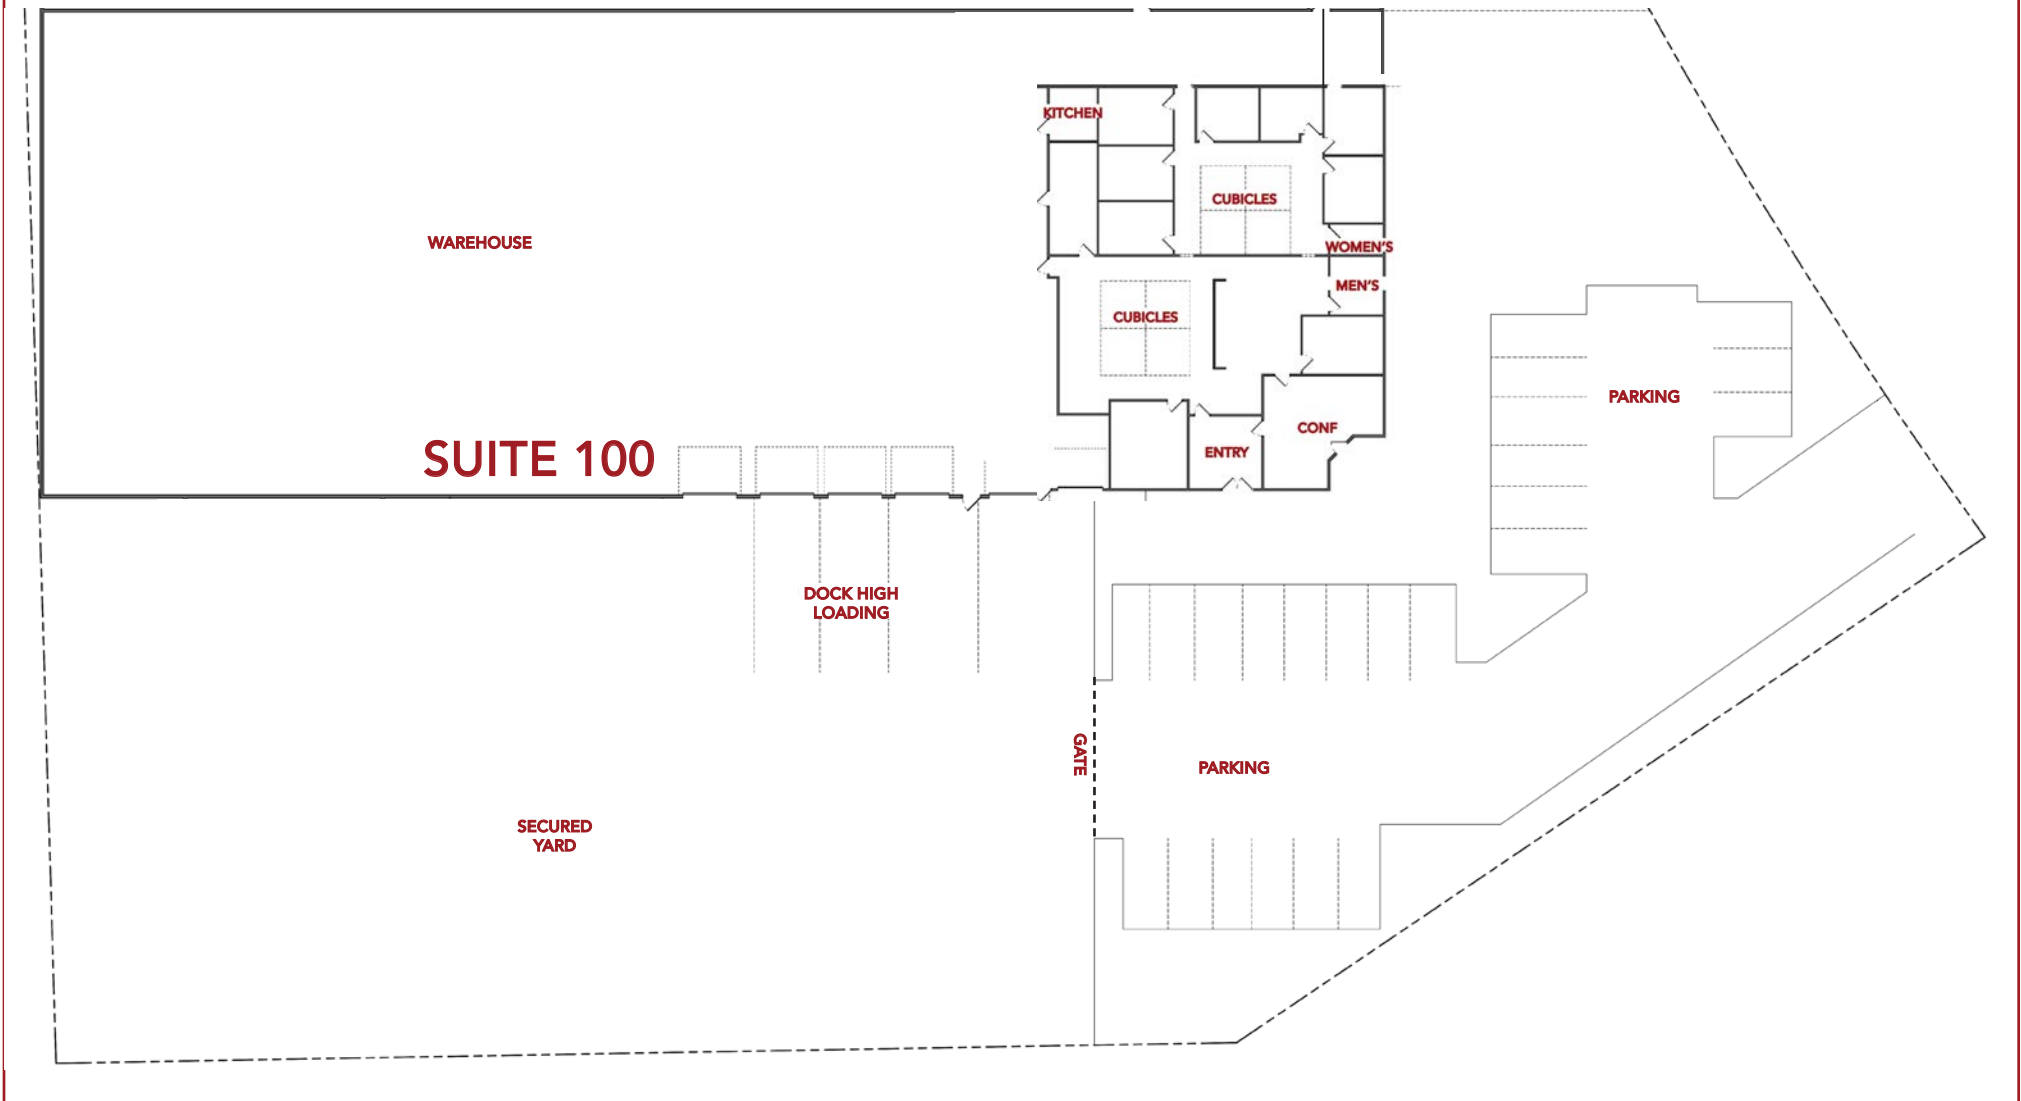 KITCHEN
CUBICLES
WAREHOUSE
WOMEN'S
MEN'S
CUBICLES
PARKING
CONF
ENTRY
SUITE 100
DOCK HIGH
LOADING
GATE
PARKING
SECURED
YARD